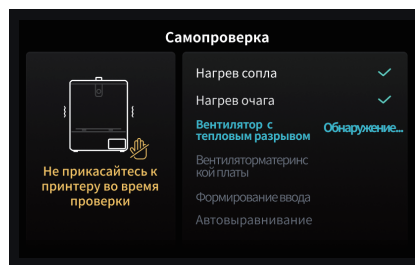 Самопроверка
Не прикасайтесь к
принтеру во время
проверки
Нагрев сопла
Нагрев очага
Вентилятор с
тепловым разрывом
Обнаружение...
Вентиляторматеринс
кой платы
Формирование ввода
Автовыравнивание